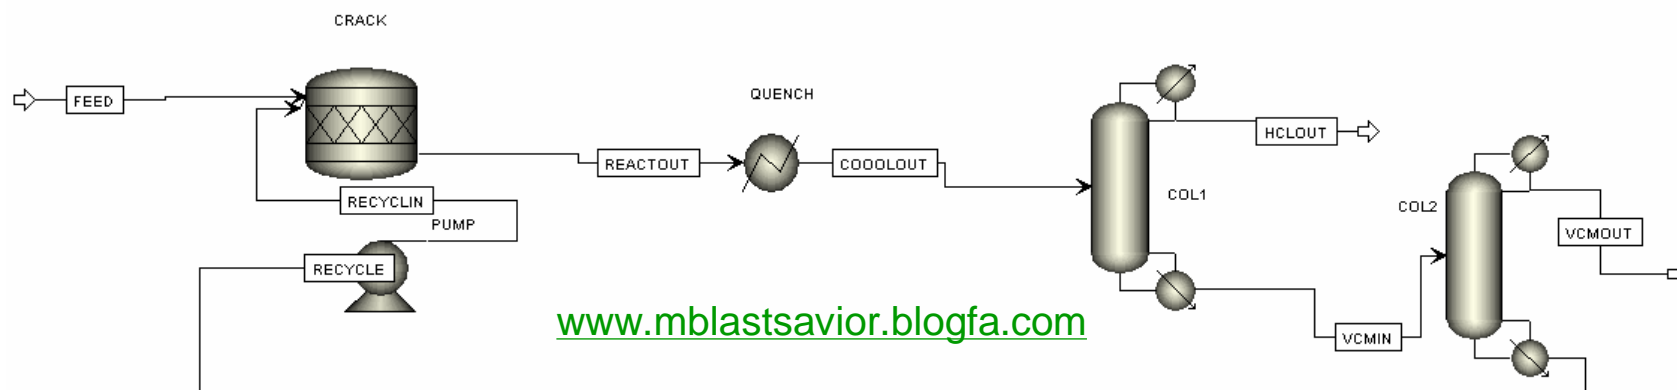 CRACK
FEED
QUENCH
HCLOUT
REACTOUT
COOOLOUT
COL1
RECYCLIN
COL2
PUMP
VCMOUT
RECYCLE
www.mblastsavior.blogfa.com
VCMIN